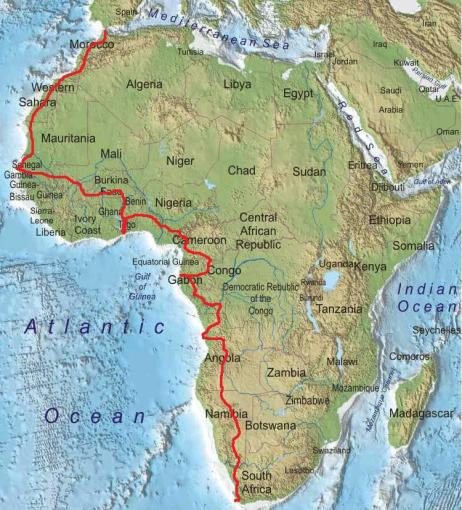 Spain
Mediterranean Sea
Iran
Morocco
Tunisia
Israel
Iraq
Jordan
Kuwait
Persian Gulf
Algeria
Libya
Egypt
Western
Sahara
Saudi
Arabia
Qatar
U.A.E
Red Sea
Oman
Mauritania
Mali
Niger
Chad
Sudan
Eritrea
Yemen
Senegal
Gambia
Guinea-
Bissau
Guinea
Burkina
Faso
Benin
Nigeria
Djibouti
Gulf of Aden
Sierra-
Leone
Liberia
Ivory
Coast
Ghana
Central
African
Republic
Ethiopia
Somalia
Cameroon
Equatorial Guinea
Gulf
of
Guinea
Gabon
Congo
Democratic Republic
of the
Congo
Uganda
Kenya
Rwanda
Burundi
Tanzania
Indian
Ocean
Seychelles
Atlantic
Ocean
Angola
Zambia
Malawi
Comoros
Mozambique
Zimbabwe
Madagascar
Namibia
Botswana
Swaziland
Lesotho
South
Africa